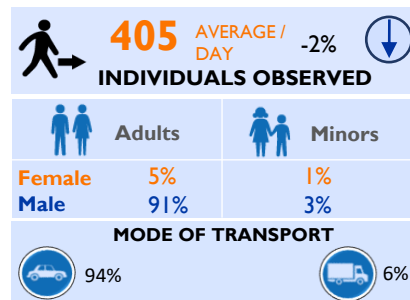 405 AVERAGE / DAY -2%
INDIVIDUALS OBSERVED
Adults Minors
Female 5% 1%
Male 91% 3%
MODE OF TRANSPORT
94% 6%